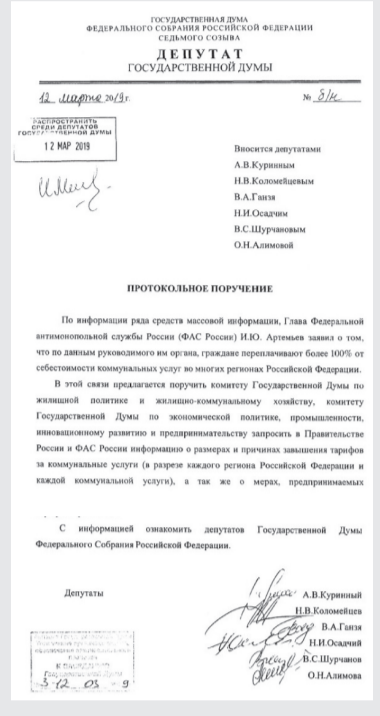 ГОСУДАРСТВЕННАЯ ДУМА
ФЕДЕРАЛЬНОГО СОБРАНИЯ РОССИЙСКОЙ ФЕДЕРАЦИИ
СЕДЬМОГО СОЗЫВА
ДЕПУТАТ
ГОСУДАРСТВЕННОЙ ДУМЫ
12 марта 2019 г. № б/н
РАСПРОСТРАНИТЬ
СРЕДИ ДЕПУТАТОВ
ГОСУДАРСТВЕННОЙ ДУМЫ
12 МАР 2019
Вносится депутатами
А.В.Куринным
Н.В.Коломейцевым
В.А.Ганзя
Н.И.Осадчим
В.С.Шурчановым
О.Н.Алимовой
ПРОТОКОЛЬНОЕ ПОРУЧЕНИЕ
По информации ряда средств массовой информации, Глава Федеральной
антимонопольной службы России (ФАС России) И.Ю. Артемьев заявил о том,
что по данным руководимого им органа, граждане переплачивают более 100% от
себестоимости коммунальных услуг во многих регионах Российской Федерации.
В этой связи предлагается поручить комитету Государственной Думы по
жилищной политике и жилищно-коммунальному хозяйству, комитету
Государственной Думы по экономической политике, промышленности,
инновационному развитию и предпринимательству запросить в Правительстве
России и ФАС России информацию о размерах и причинах завышения тарифов
за коммунальные услуги (в разрезе каждого региона Российской Федерации и
каждой коммунальной услуги), а так же о мерах, предпринимаемых
С информацией ознакомить депутатов Государственной Думы
Федерального Собрания Российской Федерации.
Депутаты
А.В.Куринный
Н.В.Коломейцев
В.А.Ганзя
Н.И.Осадчий
В.С.Шурчанов
О.Н.Алимова